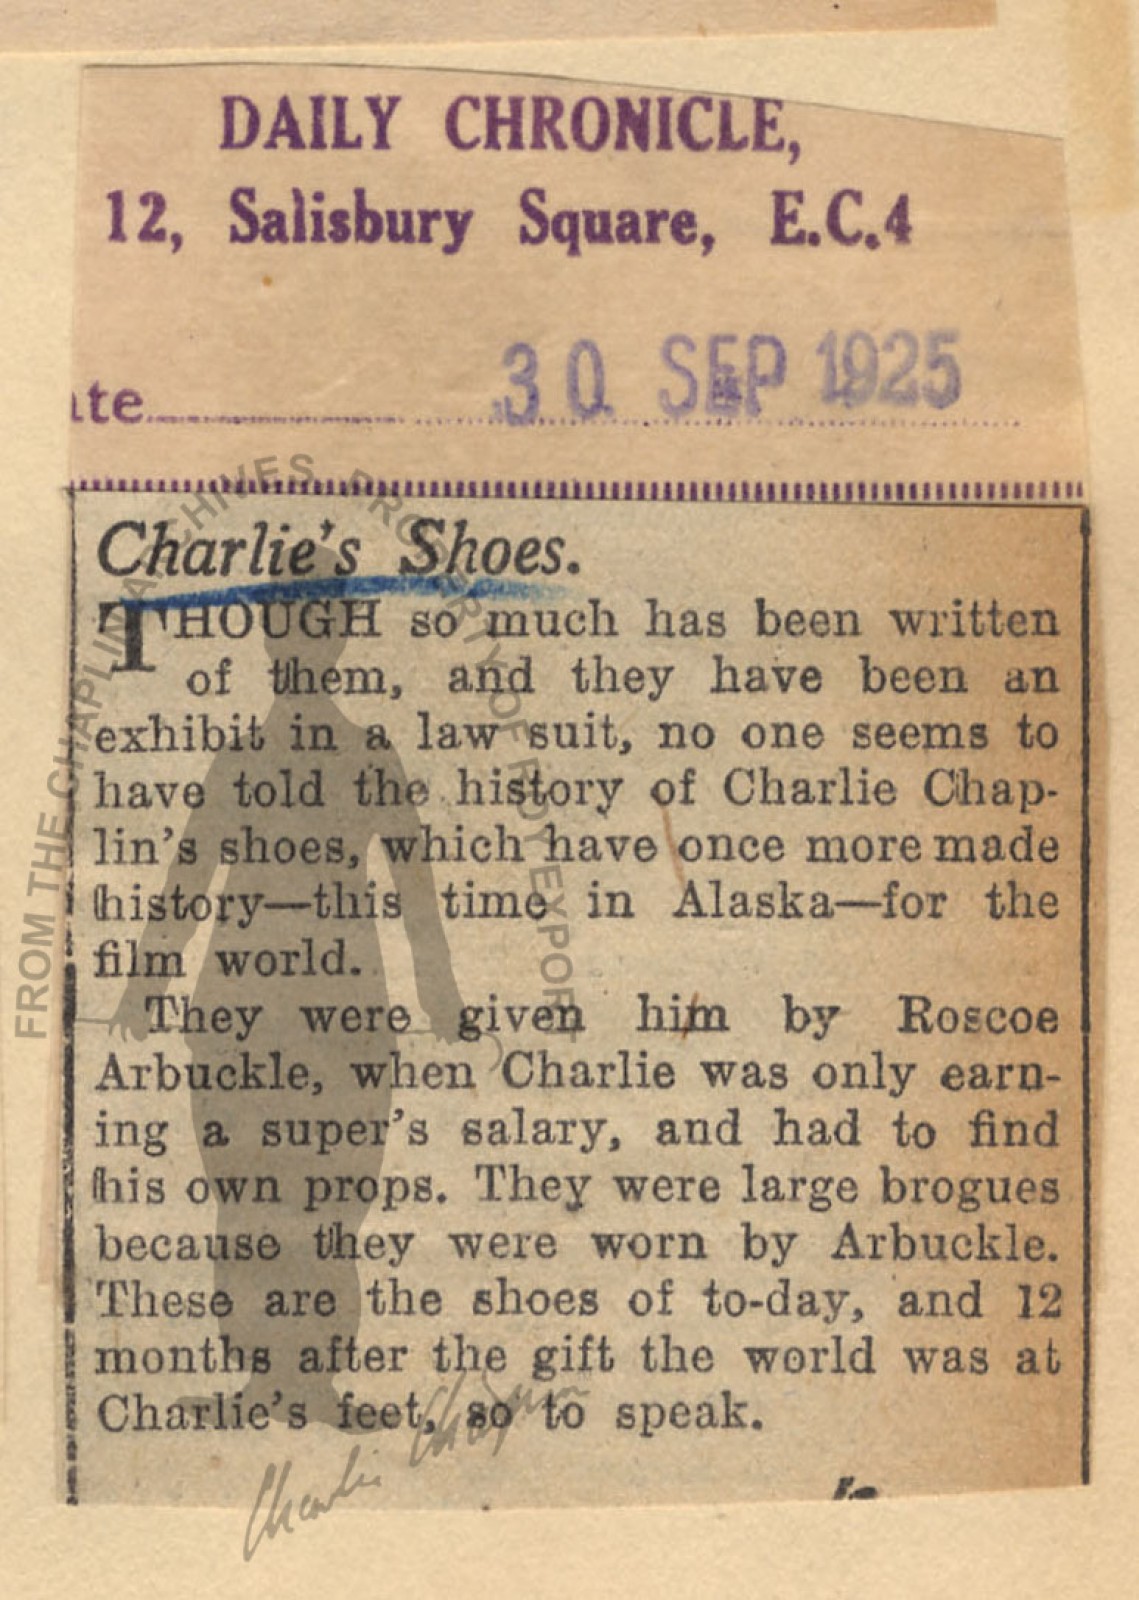 DAILY CHRONICLE,
12, Salisbury Square, E.C.4
ate
30 SEP 1925
Charlie's Shoes.
THOUGH so much has been written
of them, and they have been an
exhibit in a law suit, no one seems to
have told the history of Charlie Chap-
lin's shoes, which have once more made
history—this time in Alaska—for the
film world.
They were given him by Roscoe
Arbuckle, when Charlie was only earn-
ing a super's salary, and had to find
his own props. They were large brogues
because they were worn by Arbuckle.
These are the shoes of to-day, and 12
months after the gift the world was at
Charlie's feet, so to speak.
FROM THE CHAPLIN ARCHIVES PROPERTY OF ROY EXPORT
Charlie Chaplin